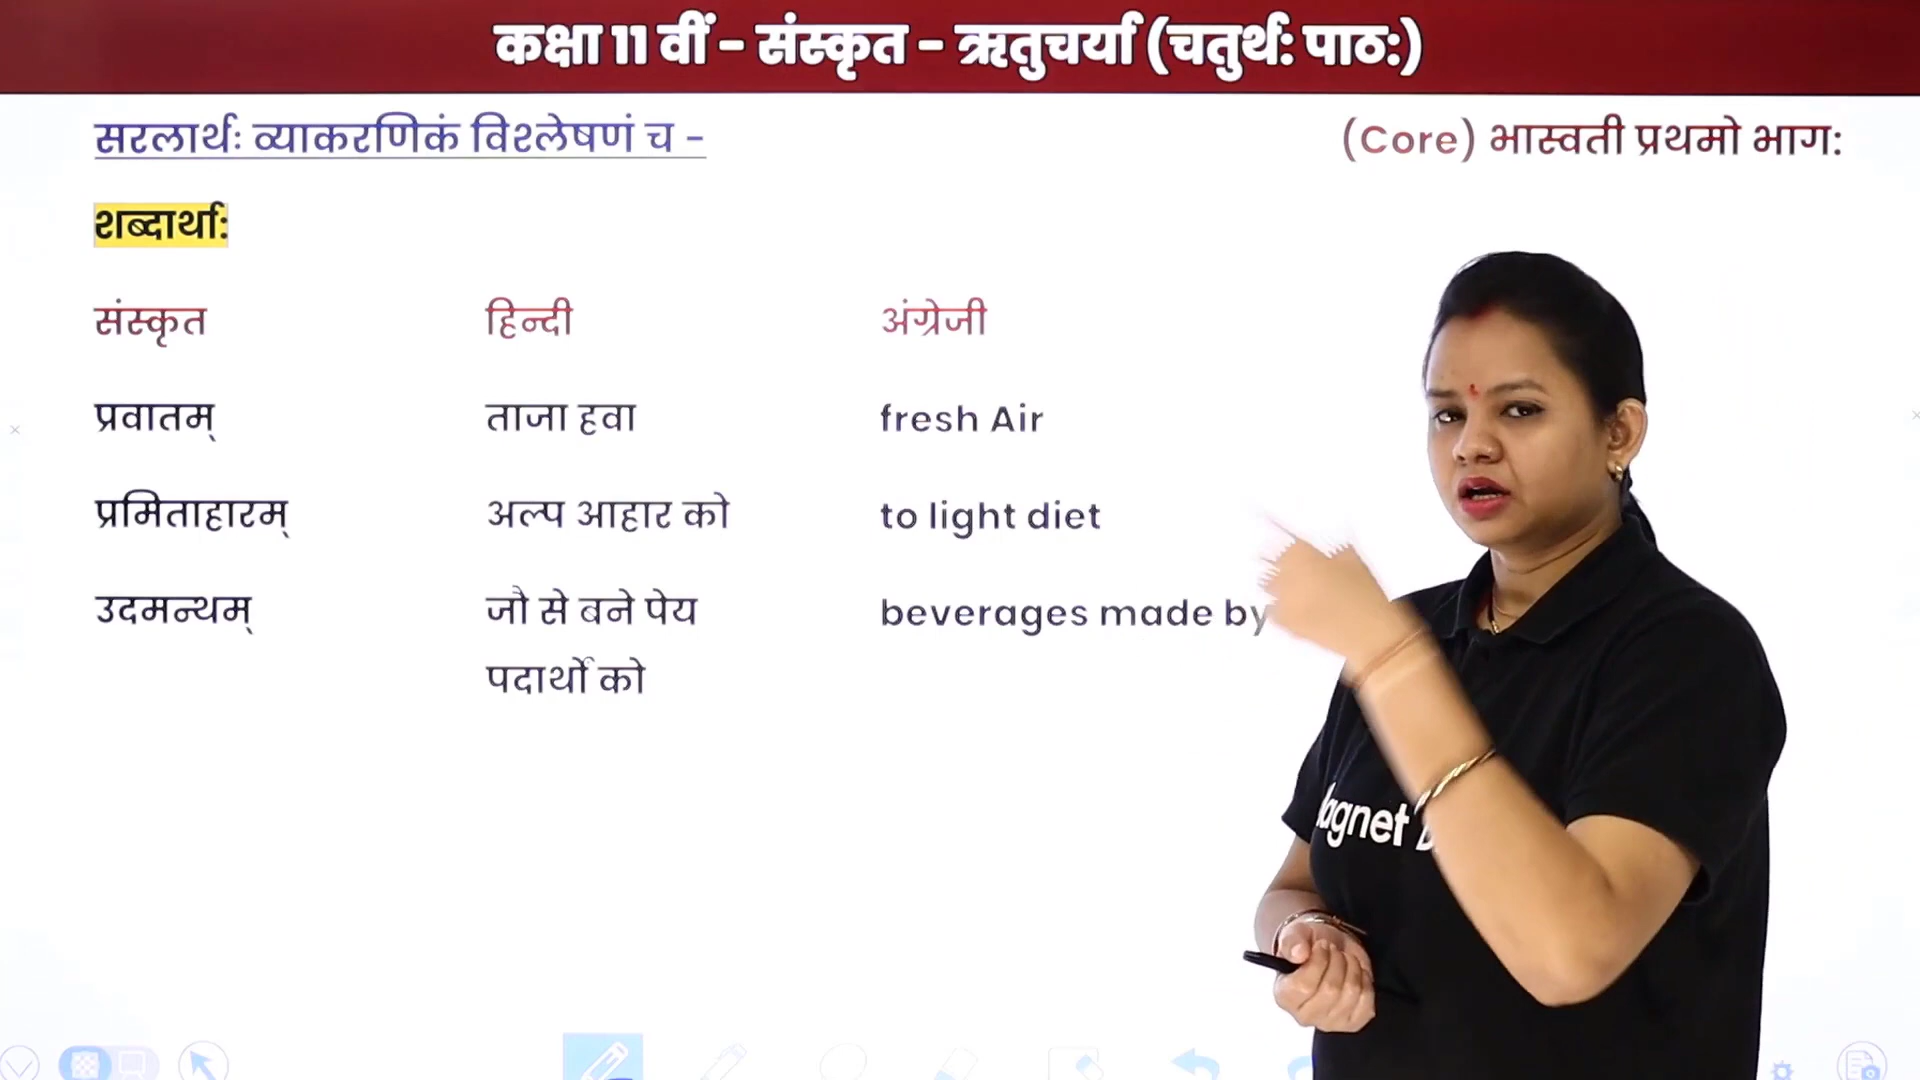 कक्षा 11 वीं - संस्कृत - ऋतुचर्या (चतुर्थ: पाठ:)
सरलार्थः व्याकरणिकं विश्लेषणं च -
(Core) भास्वती प्रथमो भाग:
शब्दार्था:
संस्कृत हिन्दी अंग्रेजी
प्रवातम् ताजा हवा fresh Air
प्रमिताहारम् अल्प आहार को to light diet
उदमन्थम् जौ से बने पेय beverages made by
पदार्थों को